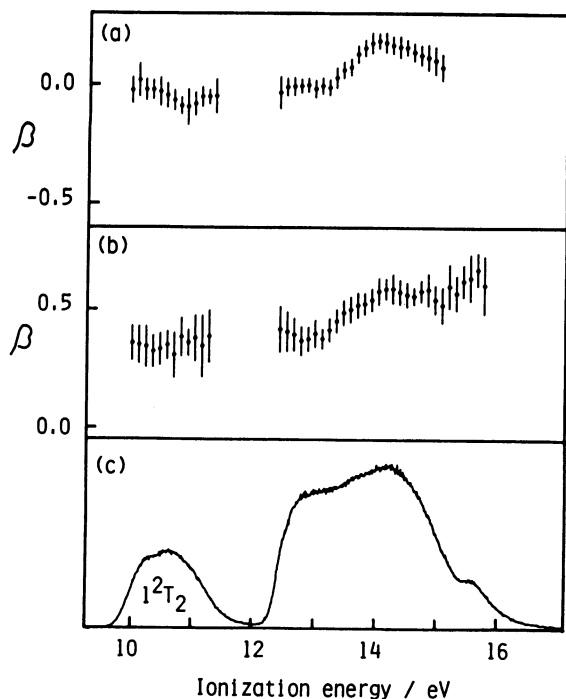 (a)
0.0
β
-0.5
(b)
0.5
β
0.0
(c)
1²T₂
10 12 14 16
Ionization energy / eV